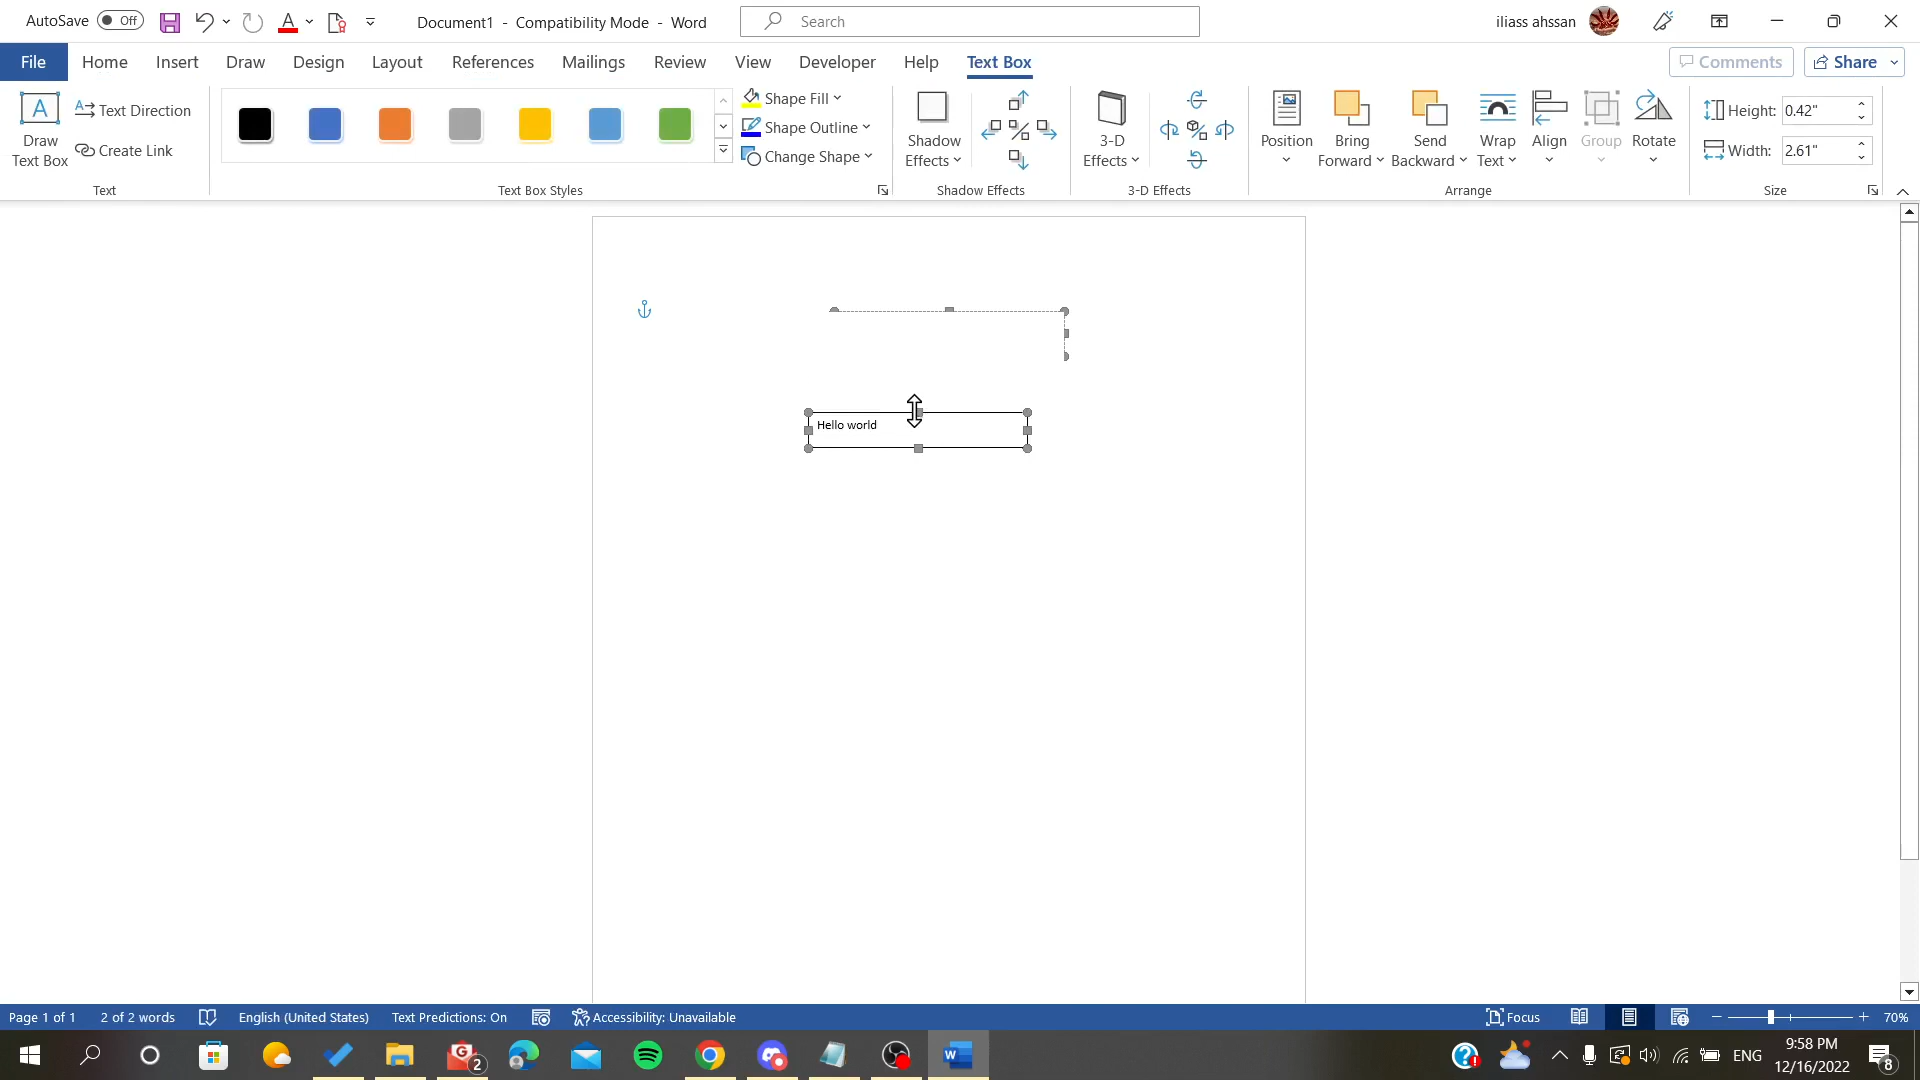 AutoSave Off Document1 - Compatibility Mode - Word Search iliass ahssan
File Home Insert Draw Design Layout References Mailings Review View Developer Help Text Box Comments Share
Draw Text Box
Text Direction
Create Link
Text
Text Box Styles
Shape Fill
Shape Outline
Change Shape
Shadow Effects
Shadow Effects
3-D Effects
3-D Effects
Position
Bring Forward
Send Backward
Wrap Text
Align
Group
Rotate
Arrange
Height: 0.42"
Width: 2.61"
Size
Hello world
Page 1 of 1 2 of 2 words English (United States) Text Predictions: On Accessibility: Unavailable Focus 70%
2 ENG 9:58 PM
12/16/2022 8